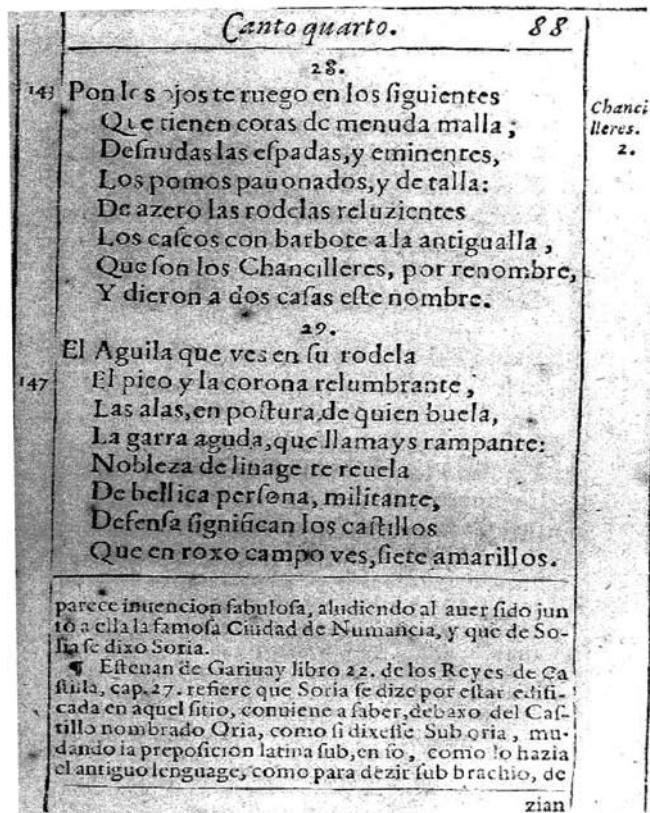 Canto quarto. 88
28.
143 Pon los ojos te ruego en los ſiguientes
Que tienen cotas de menuda malla;
Deſnudas las eſpadas, y eminentes,
Los pomos pauonados, y de talla:
De azero las rodelas reluzientes
Los caſcos con barbote a la antigualla,
Que ſon los Chancilleres, por renombre,
Y dieron a dos caſas eſte nombre.
Chanci
lleres.
2.
29.
El Aguila que ves en ſu rodela
147 El pico y la corona relumbrante,
Las alas, en poſtura de quien buela,
La garra aguda, que llamays rampante:
Nobleza de linage te reuela
De bellica perſona, militante,
Defenſa ſignifican los caſtillos
Que en roxo campo ves, ſiete amarillos.
parece inuencion fabuloſa, aludiendo al auer ſido jun
to a ella la famoſa Ciudad de Numancia, y que de So-
ria ſe dixo Soria.
¶ Eſteuan de Gariuay libro 22. de los Reyes de Ca
ſtilla, cap. 27. refiere que Soria ſe dize por eſtar edifi-
cada en aquel ſitio, conuiene a ſaber, debaxo del Caſ-
tillo nombrado Oria, como ſi dixeſſe Sub oria, mu-
dando la prepoſicion latina ſub, en ſo, como lo hazia
el antiguo lenguage, como para dezir ſub brachio, de
zian